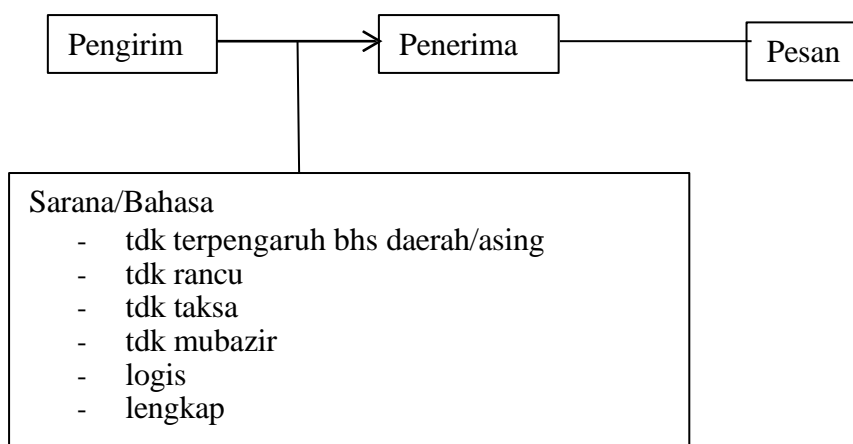 Pengirim
Penerima
Pesan
Sarana/Bahasa
- tdk terpengaruh bhs daerah/asing
- tdk rancu
- tdk taksa
- tdk mubazir
- logis
- lengkap